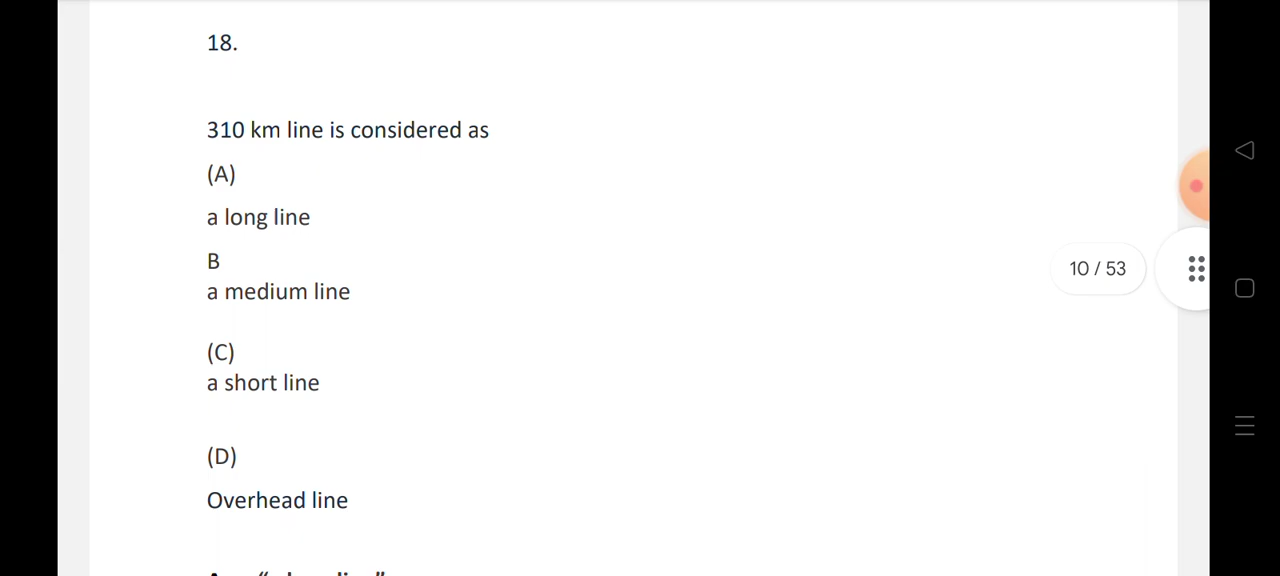 18.
310 km line is considered as
(A)
a long line
B
a medium line
10 / 53
(C)
a short line
(D)
Overhead line